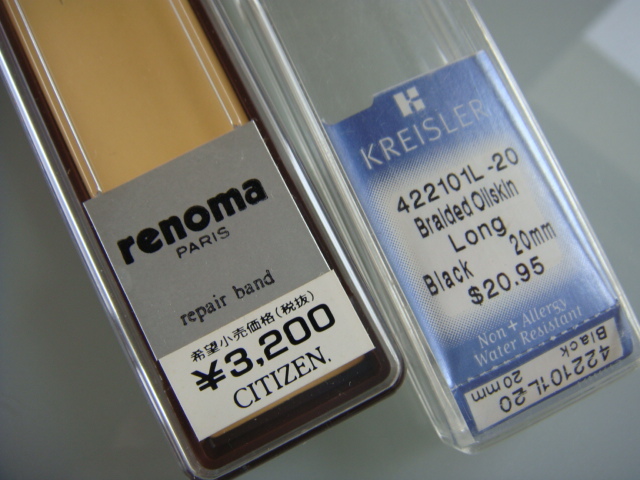 renoma
PARIS
repair band
希望小売価格(税抜)
¥3,200
CITIZEN.
KREISLER
422101L-20
Braided Oilskin
Long
Black 20mm
$20.95
Non + Allergy
Water Resistant
422101L-20
Black 20mm